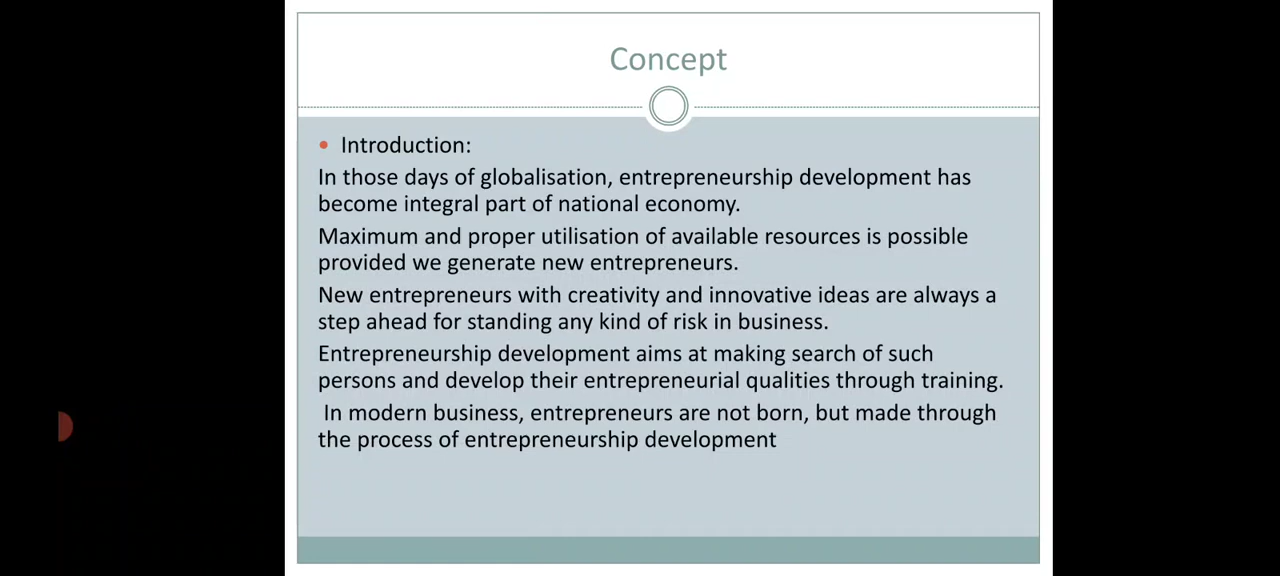 Concept
• Introduction:
In those days of globalisation, entrepreneurship development has
become integral part of national economy.
Maximum and proper utilisation of available resources is possible
provided we generate new entrepreneurs.
New entrepreneurs with creativity and innovative ideas are always a
step ahead for standing any kind of risk in business.
Entrepreneurship development aims at making search of such
persons and develop their entrepreneurial qualities through training.
In modern business, entrepreneurs are not born, but made through
the process of entrepreneurship development